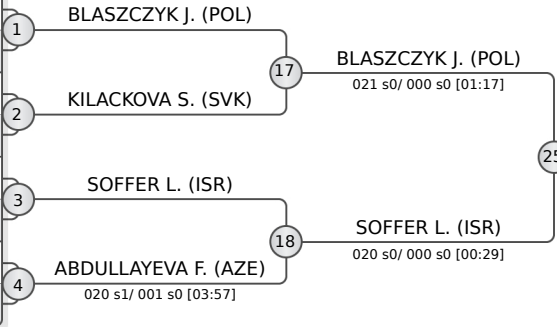 BLASZCZYK J. (POL)
1
17
BLASZCZYK J. (POL)
021 s0/ 000 s0 [01:17]
KILACKOVA S. (SVK)
2
25
SOFFER L. (ISR)
3
18
SOFFER L. (ISR)
020 s0/ 000 s0 [00:29]
ABDULLAYEVA F. (AZE)
4
020 s1/ 001 s0 [03:57]